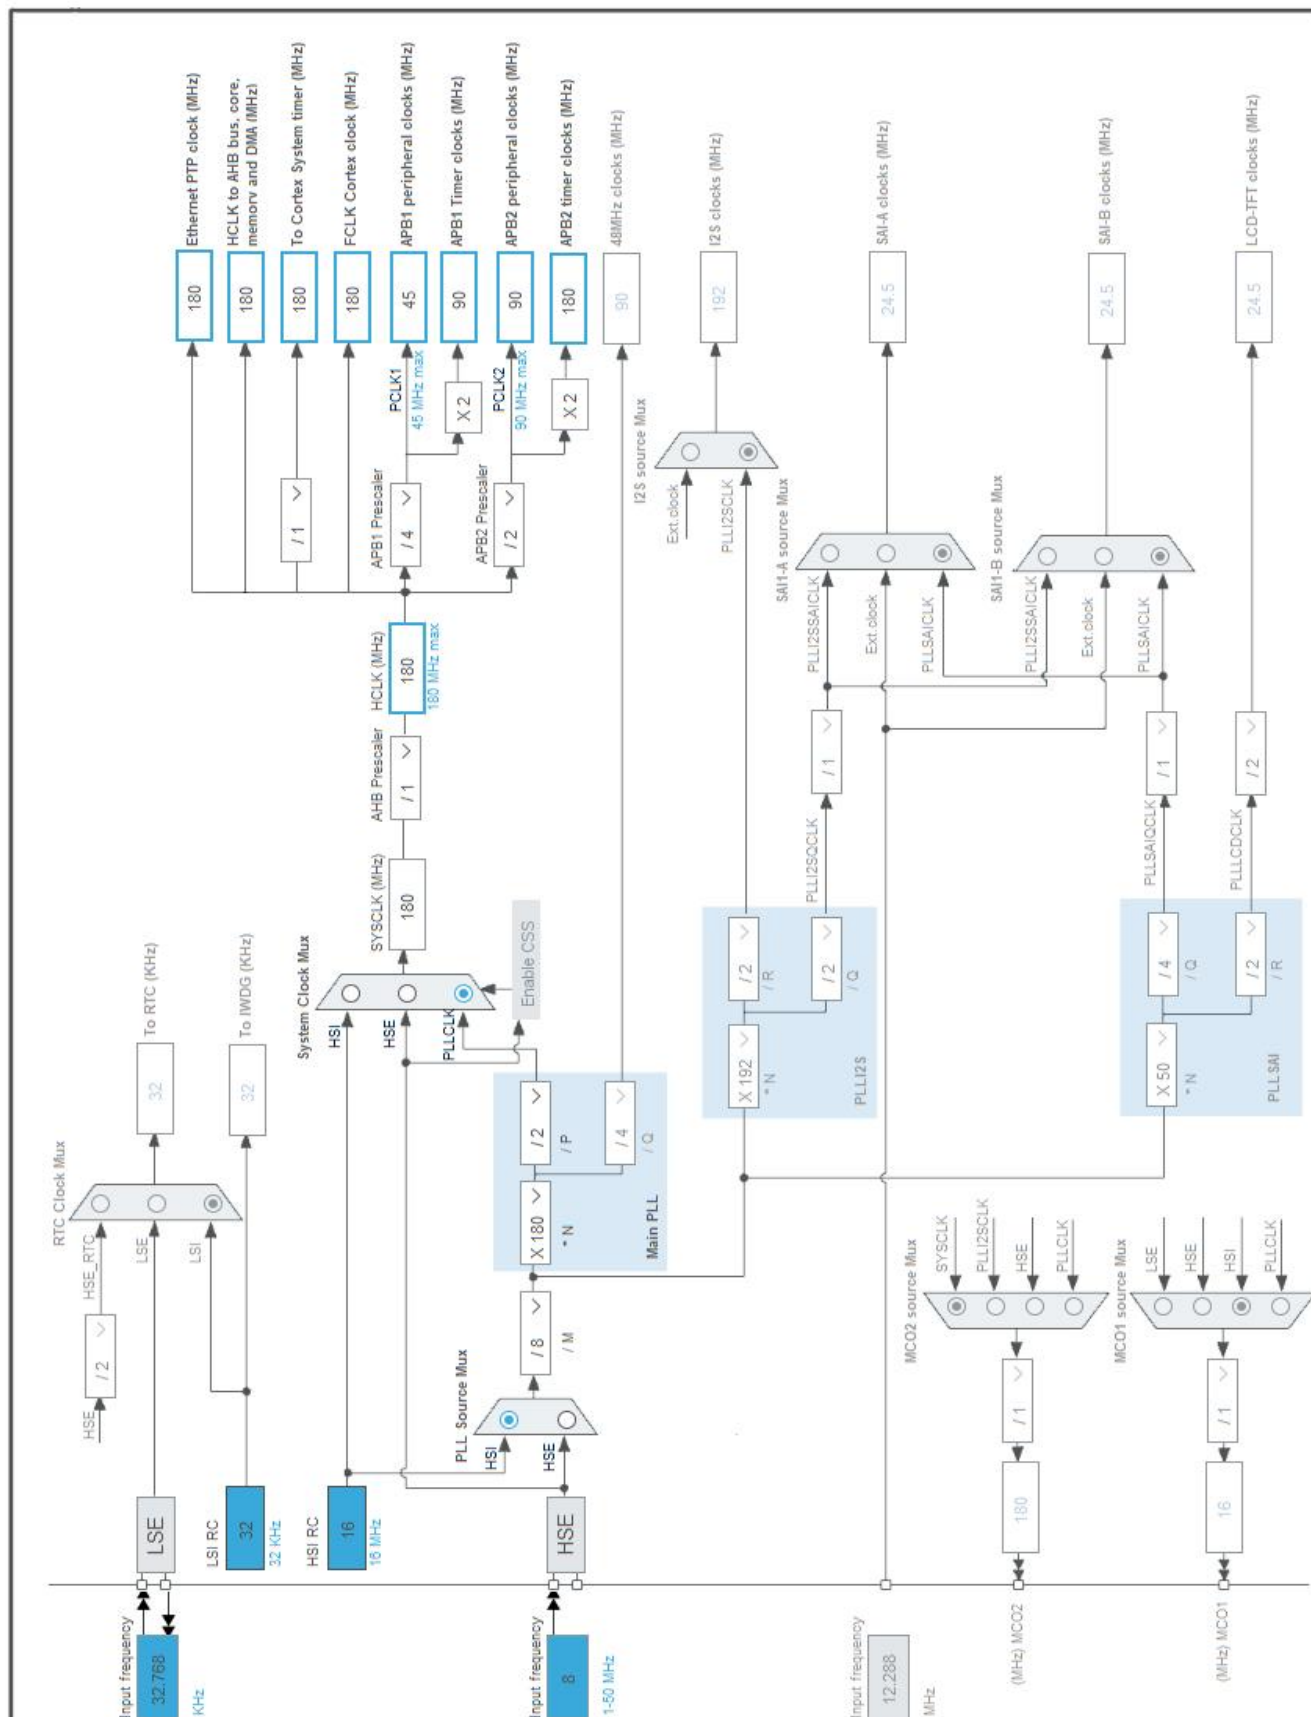 Input frequency
32.768
KHz
LSE
HSE
/ 2
HSE_RTC
LSE
LSI
RTC Clock Mux
32
To RTC (KHz)
LSI RC
32
32 KHz
32
To IWDG (KHz)
HSI RC
16
16 MHz
Input frequency
8
1-50 MHz
HSE
PLL Source Mux
HSI
HSE
/ 8
/ M
X 180
* N
/ 2
/ P
/ 4
/ Q
Main PLL
System Clock Mux
HSI
HSE
PLLCLK
Enable CSS
SYSCLK (MHz)
180
AHB Prescaler
/ 1
HCLK (MHz)
180
180 MHz max
/ 1
APB1 Prescaler
/ 4
PCLK1
45 MHz max
X 2
APB2 Prescaler
/ 2
PCLK2
90 MHz max
X 2
180
Ethernet PTP clock (MHz)
180
HCLK to AHB bus, core,
memory and DMA (MHz)
180
To Cortex System timer (MHz)
180
FCLK Cortex clock (MHz)
45
APB1 peripheral clocks (MHz)
90
APB1 Timer clocks (MHz)
90
APB2 peripheral clocks (MHz)
180
APB2 timer clocks (MHz)
90
48MHz clocks (MHz)
X 192
* N
/ 2
/ R
/ 2
/ Q
PLLI2S
PLLI2SQCLK
/ 1
I2S source Mux
Ext.clock
PLLI2SCLK
192
I2S clocks (MHz)
SAI1-A source Mux
PLLI2SSAICLK
Ext.clock
PLLSAICLK
24.5
SAI-A clocks (MHz)
SAI1-B source Mux
PLLI2SSAICLK
Ext.clock
PLLSAICLK
24.5
SAI-B clocks (MHz)
X 50
* N
/ 4
/ Q
/ 2
/ R
PLLSAI
PLLSAIQCLK
/ 1
PLLLCDCLK
/ 2
24.5
LCD-TFT clocks (MHz)
Input frequency
12.288
MHz
(MHz) MCO2
180
/ 1
MCO2 source Mux
SYSCLK
PLLI2SCLK
HSE
PLLCLK
(MHz) MCO1
16
/ 1
MCO1 source Mux
LSE
HSE
HSI
PLLCLK